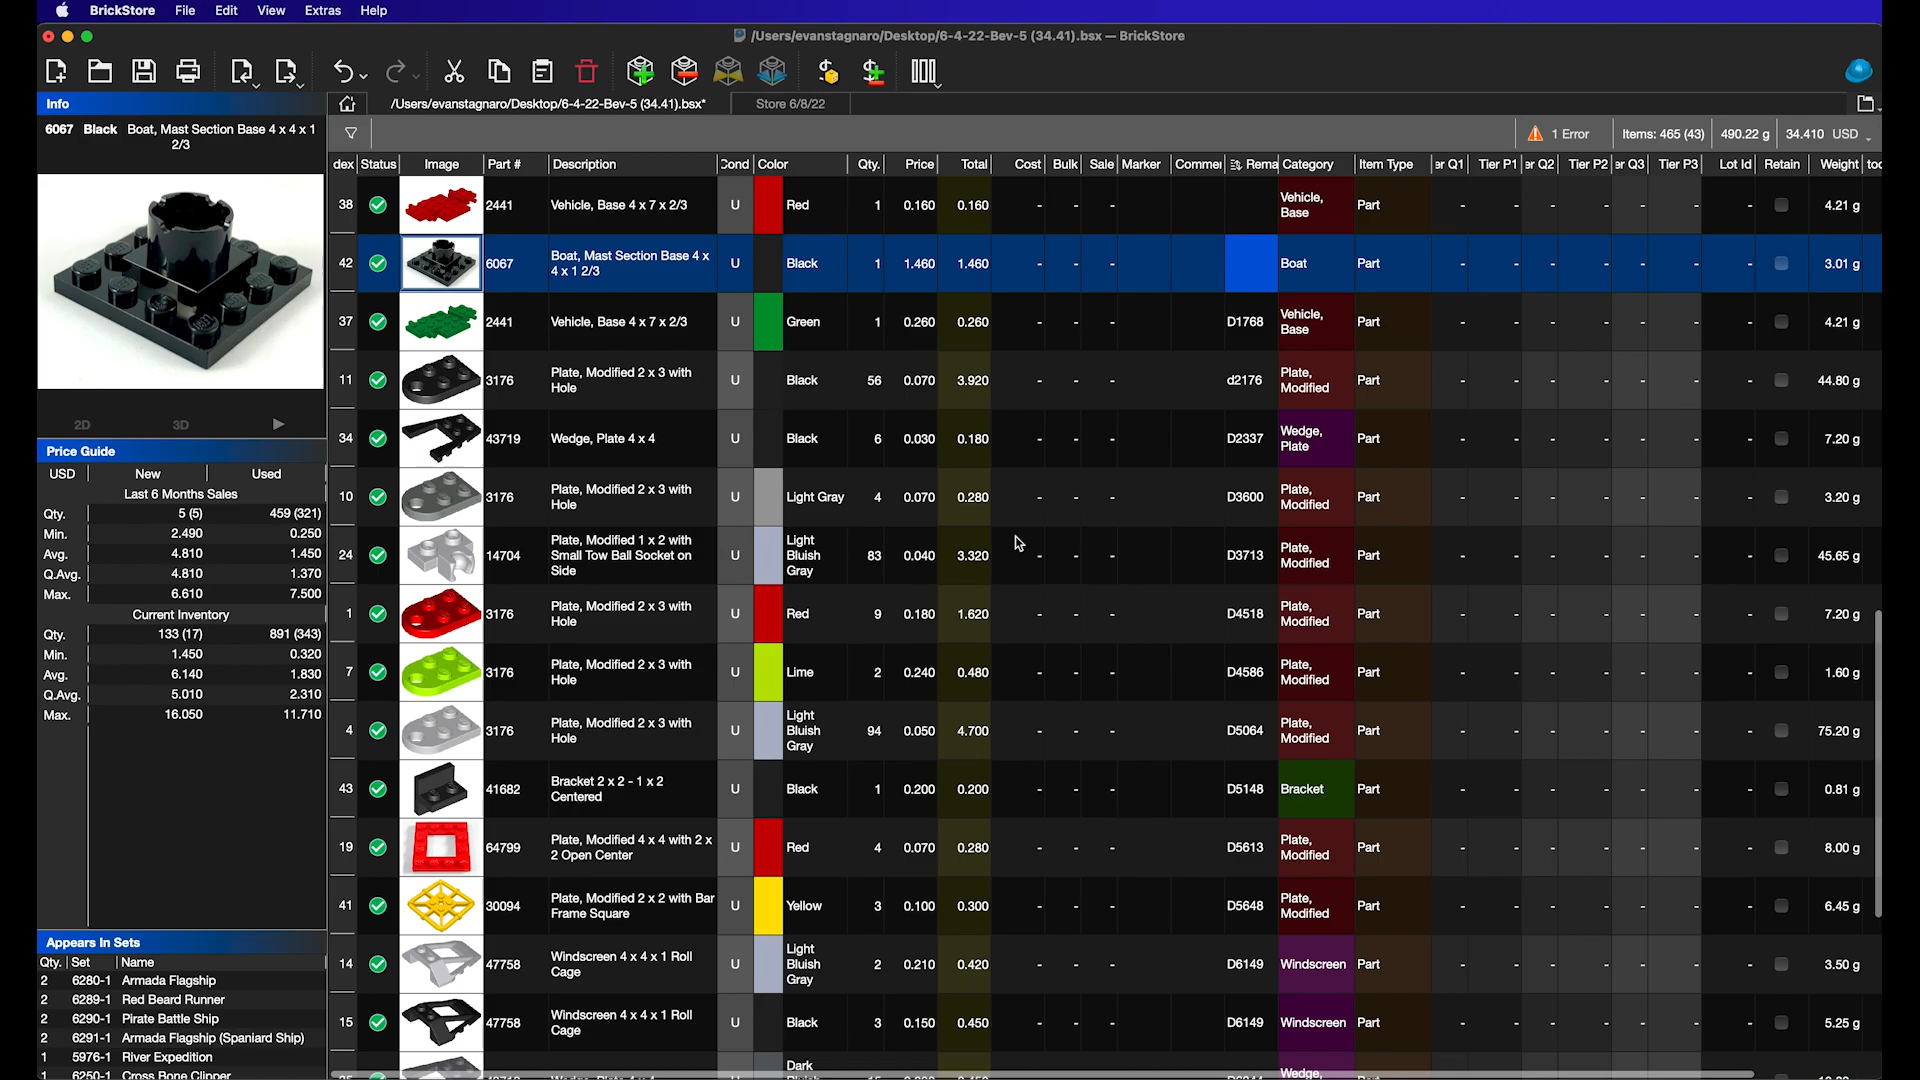 BrickStore File Edit View Extras Help
/Users/evanstagnaro/Desktop/6-4-22-Bev-5 (34.41).bsx — BrickStore
Info
/Users/evanstagnaro/Desktop/6-4-22-Bev-5 (34.41).bsx*
Store 6/8/22
6067 Black Boat, Mast Section Base 4 x 4 x 1
2/3
1 Error
Items: 465 (43)
490.22 g
34.410 USD
dex Status Image Part # Description Cond Color Qty. Price Total Cost Bulk Sale Marker Commer Rema Category Item Type er Q1 Tier P1 er Q2 Tier P2 er Q3 Tier P3 Lot Id Retain Weight toc
38 2441 Vehicle, Base 4 x 7 x 2/3 U Red 1 0.160 0.160 - - - Vehicle, Base Part - - - - - - - 4.21 g
42 6067 Boat, Mast Section Base 4 x 4 x 1 2/3 U Black 1 1.460 1.460 - - - Boat Part - - - - - - - 3.01 g
37 2441 Vehicle, Base 4 x 7 x 2/3 U Green 1 0.260 0.260 - - - D1768 Vehicle, Base Part - - - - - - - 4.21 g
11 3176 Plate, Modified 2 x 3 with Hole U Black 56 0.070 3.920 - - - d2176 Plate, Modified Part - - - - - - - 44.80 g
34 43719 Wedge, Plate 4 x 4 U Black 6 0.030 0.180 - - - D2337 Wedge, Plate Part - - - - - - - 7.20 g
10 3176 Plate, Modified 2 x 3 with Hole U Light Gray 4 0.070 0.280 - - - D3600 Plate, Modified Part - - - - - - - 3.20 g
24 14704 Plate, Modified 1 x 2 with Small Tow Ball Socket on Side U Light Bluish Gray 83 0.040 3.320 - - - D3713 Plate, Modified Part - - - - - - - 45.65 g
1 3176 Plate, Modified 2 x 3 with Hole U Red 9 0.180 1.620 - - - D4518 Plate, Modified Part - - - - - - - 7.20 g
7 3176 Plate, Modified 2 x 3 with Hole U Lime 2 0.240 0.480 - - - D4586 Plate, Modified Part - - - - - - - 1.60 g
4 3176 Plate, Modified 2 x 3 with Hole U Light Bluish Gray 94 0.050 4.700 - - - D5064 Plate, Modified Part - - - - - - - 75.20 g
43 41682 Bracket 2 x 2 - 1 x 2 Centered U Black 1 0.200 0.200 - - - D5148 Bracket Part - - - - - - - 0.81 g
19 64799 Plate, Modified 4 x 4 with 2 x 2 Open Center U Red 4 0.070 0.280 - - - D5613 Plate, Modified Part - - - - - - - 8.00 g
41 30094 Plate, Modified 2 x 2 with Bar Frame Square U Yellow 3 0.100 0.300 - - - D5648 Plate, Modified Part - - - - - - - 6.45 g
14 47758 Windscreen 4 x 4 x 1 Roll Cage U Light Bluish Gray 2 0.210 0.420 - - - D6149 Windscreen Part - - - - - - - 3.50 g
15 47758 Windscreen 4 x 4 x 1 Roll Cage U Black 3 0.150 0.450 - - - D6149 Windscreen Part - - - - - - - 5.25 g
Dark
2D 3D
Price Guide
USD New Used
Last 6 Months Sales
Qty. 5 (5) 459 (321)
Min. 2.490 0.250
Avg. 4.810 1.450
Q.Avg. 4.810 1.370
Max. 6.610 7.500
Current Inventory
Qty. 133 (17) 891 (343)
Min. 1.450 0.320
Avg. 6.140 1.830
Q.Avg. 5.010 2.310
Max. 16.050 11.710
Appears In Sets
Qty. Set Name
2 6280-1 Armada Flagship
2 6289-1 Red Beard Runner
2 6290-1 Pirate Battle Ship
2 6291-1 Armada Flagship (Spaniard Ship)
1 5976-1 River Expedition
1 6250-1 Cross Bone Clipper